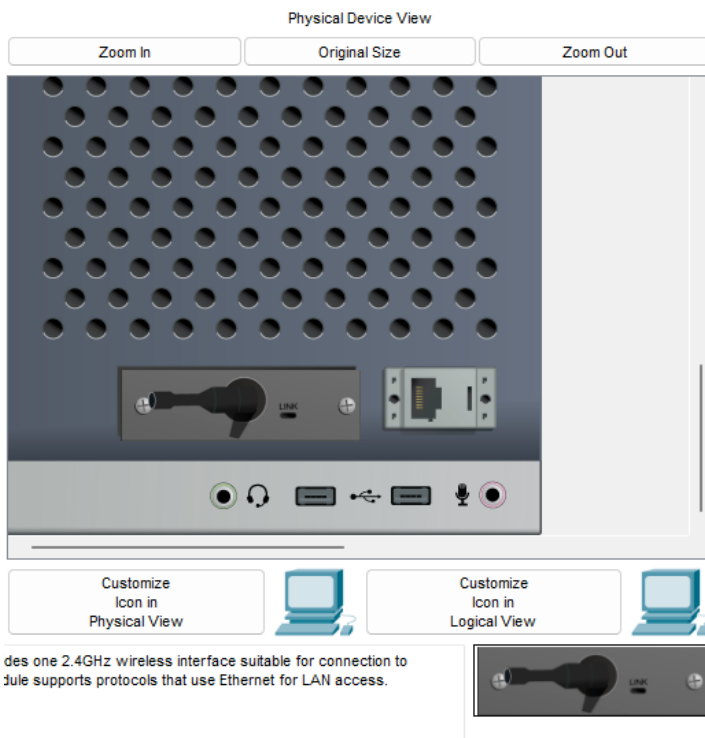 Physical Device View
Zoom In
Original Size
Zoom Out
LINK
P
P
P
P
Customize
Icon in
Physical View
Customize
Icon in
Logical View
des one 2.4GHz wireless interface suitable for connection to
dule supports protocols that use Ethernet for LAN access.
LINK